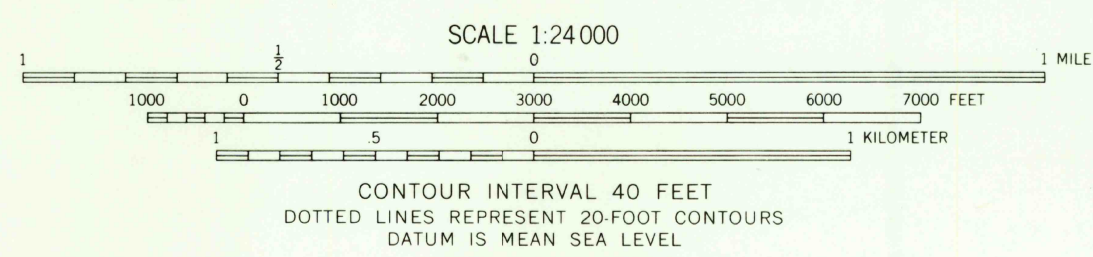 SCALE 1:24 000
1 1/2 0 1 MILE
1000 0 1000 2000 3000 4000 5000 6000 7000 FEET
1 .5 0 1 KILOMETER
CONTOUR INTERVAL 40 FEET
DOTTED LINES REPRESENT 20-FOOT CONTOURS
DATUM IS MEAN SEA LEVEL